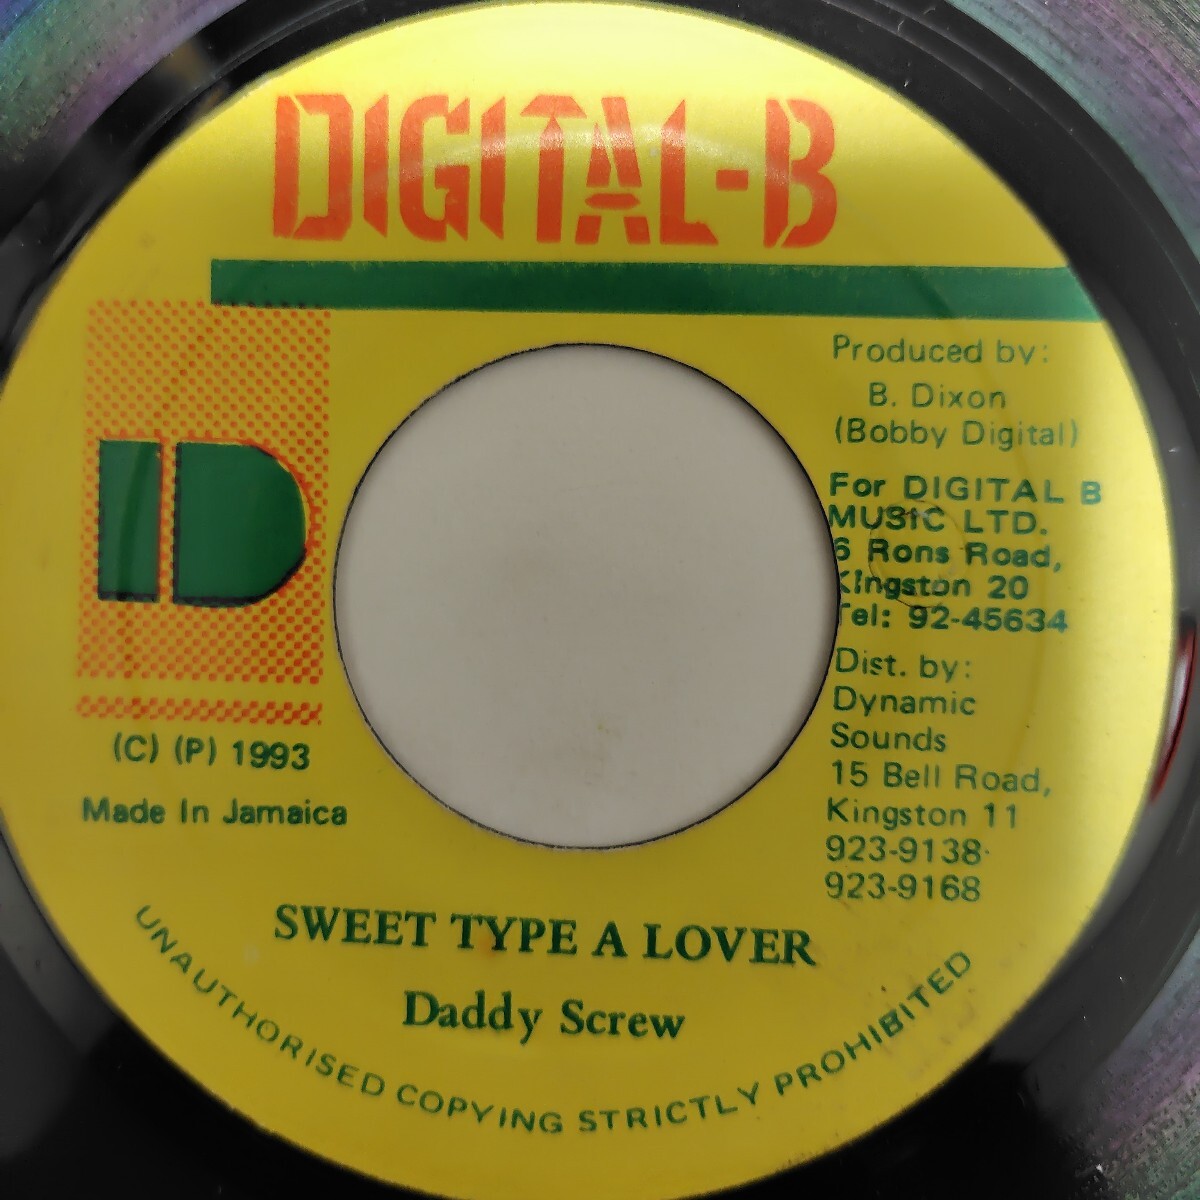 DIGITAL-B
Produced by:
B. Dixon
(Bobby Digital)
For DIGITAL B
MUSIC LTD.
6 Rons Road,
Kingston 20
Tel: 92-45634
Dist. by:
Dynamic
Sounds
15 Bell Road,
Kingston 11
923-9138
923-9168
D
(C) (P) 1993
Made In Jamaica
SWEET TYPE A LOVER
Daddy Screw
UNAUTHORISED COPYING STRICTLY PROHIBITED